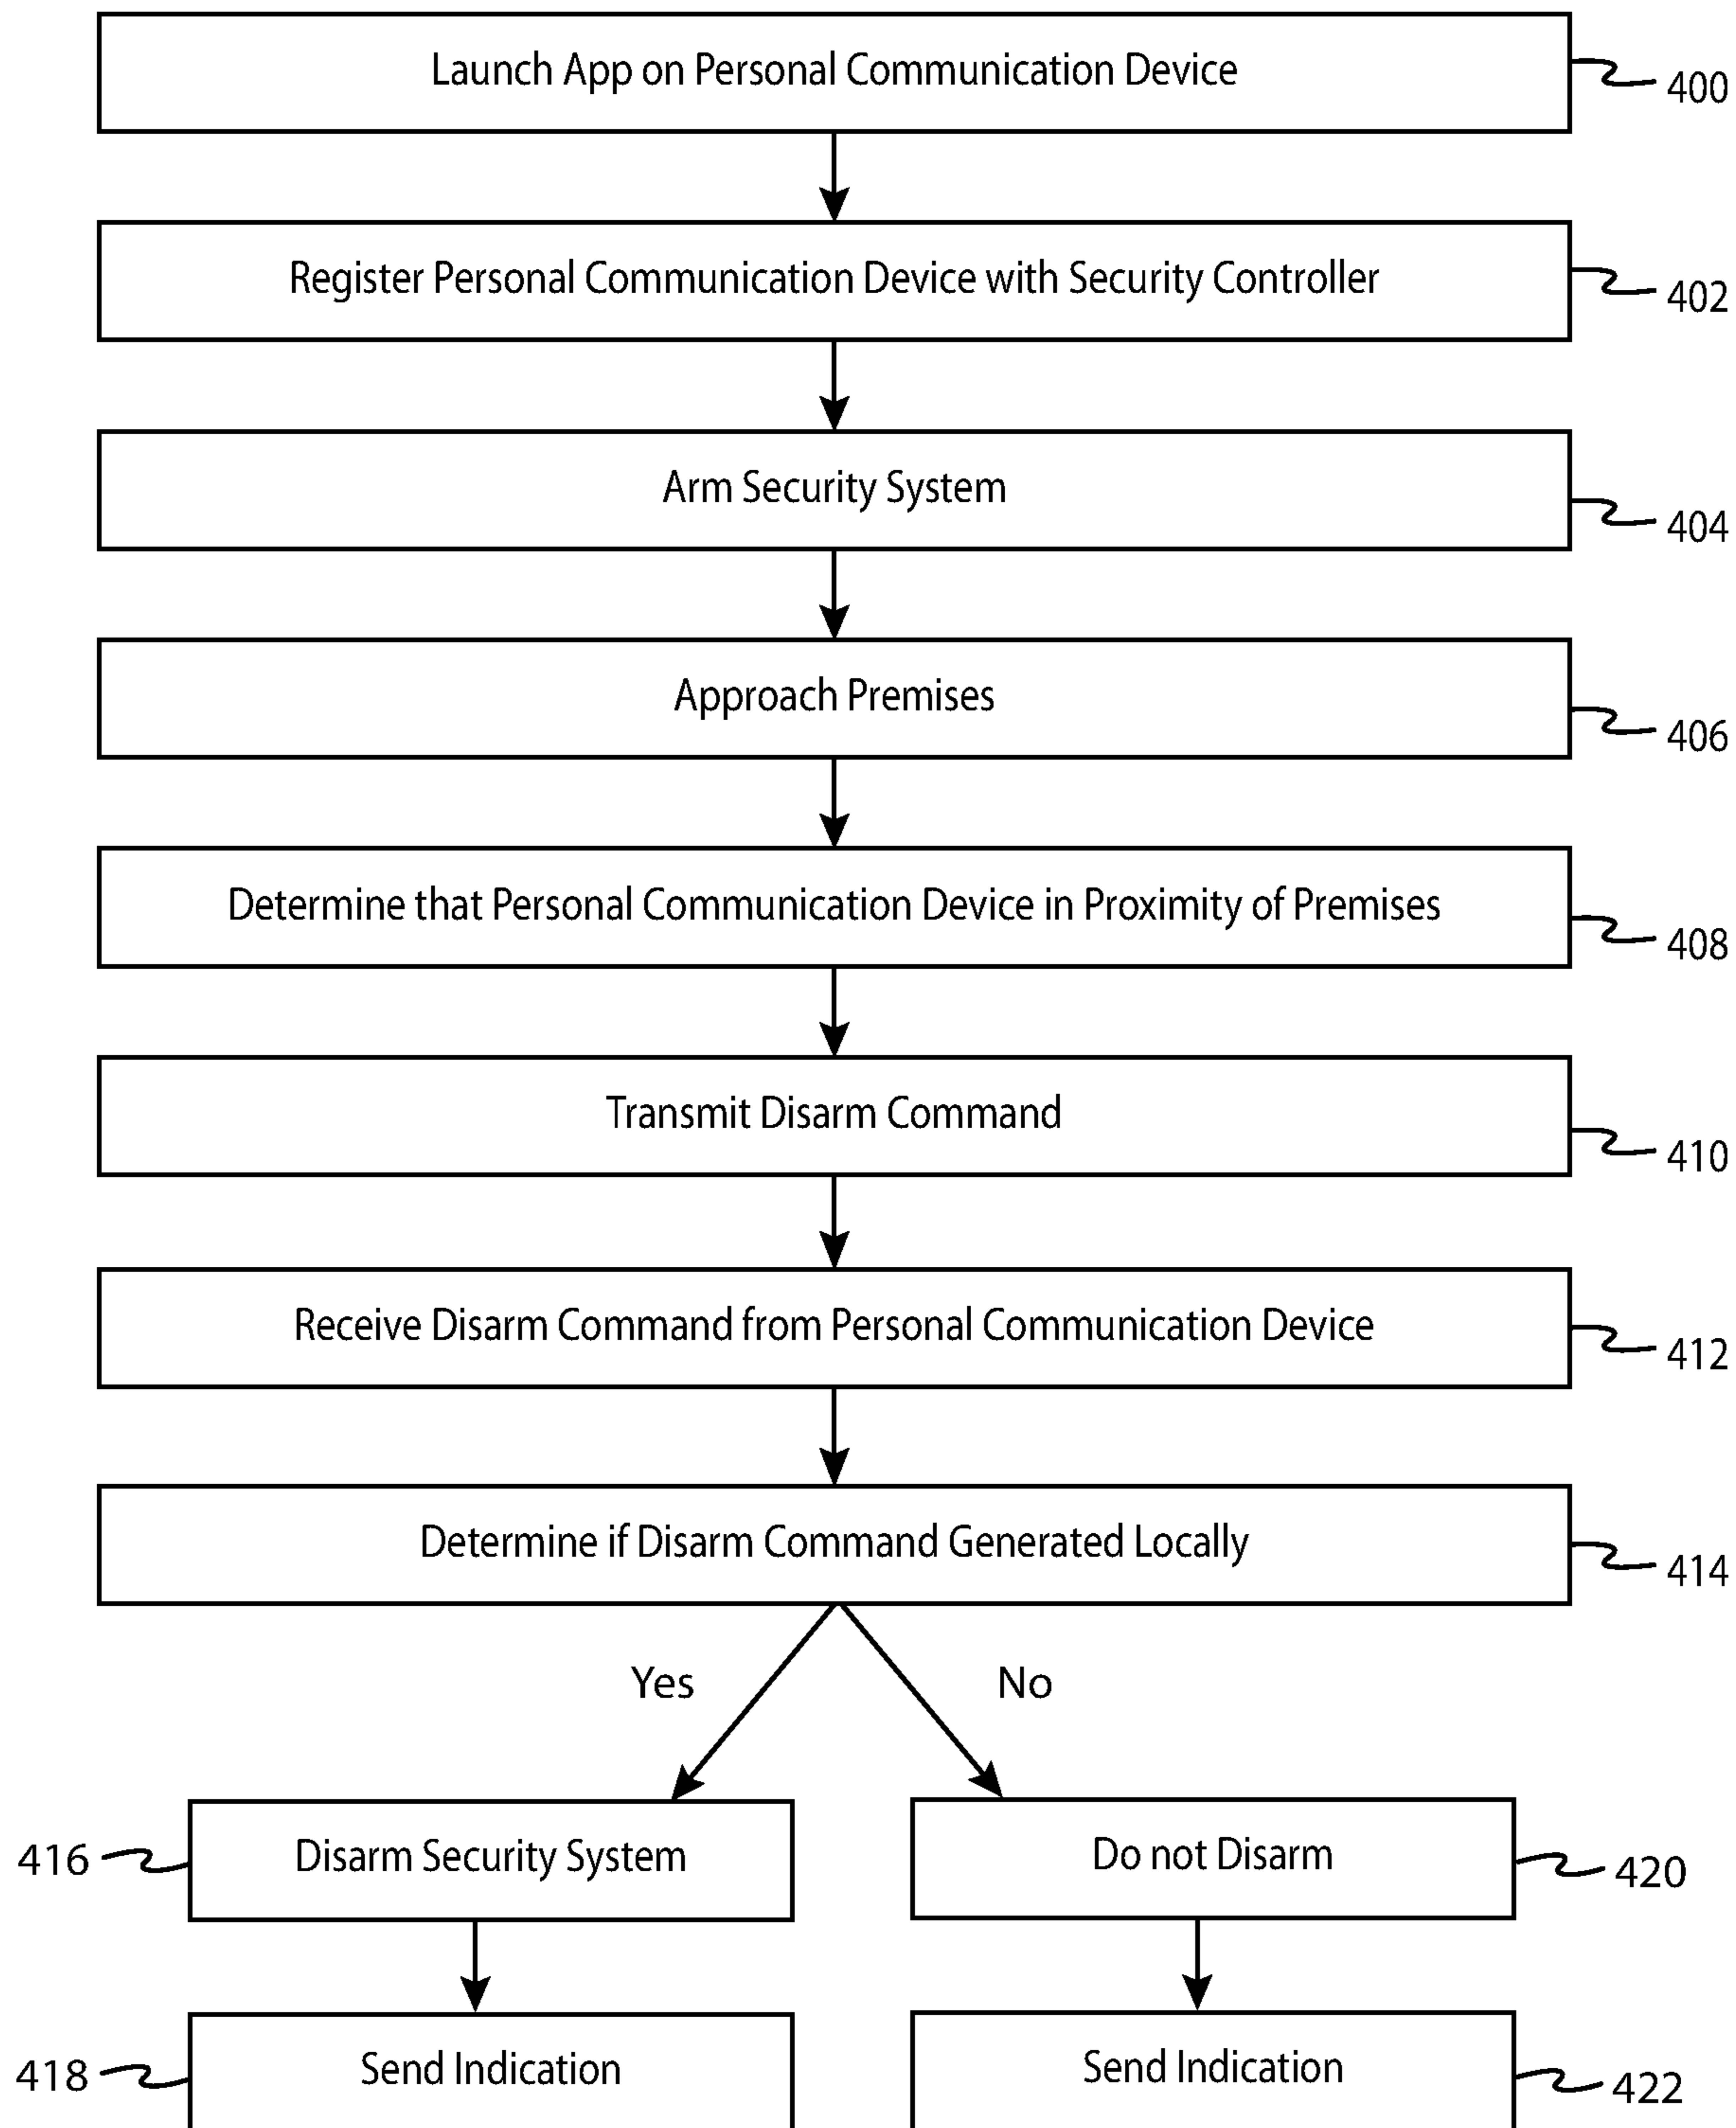 Launch App on Personal Communication Device
400
Register Personal Communication Device with Security Controller
402
Arm Security System
404
Approach Premises
406
Determine that Personal Communication Device in Proximity of Premises
408
Transmit Disarm Command
410
Receive Disarm Command from Personal Communication Device
412
Determine if Disarm Command Generated Locally
414
Yes
No
416
Disarm Security System
Do not Disarm
420
418
Send Indication
Send Indication
422